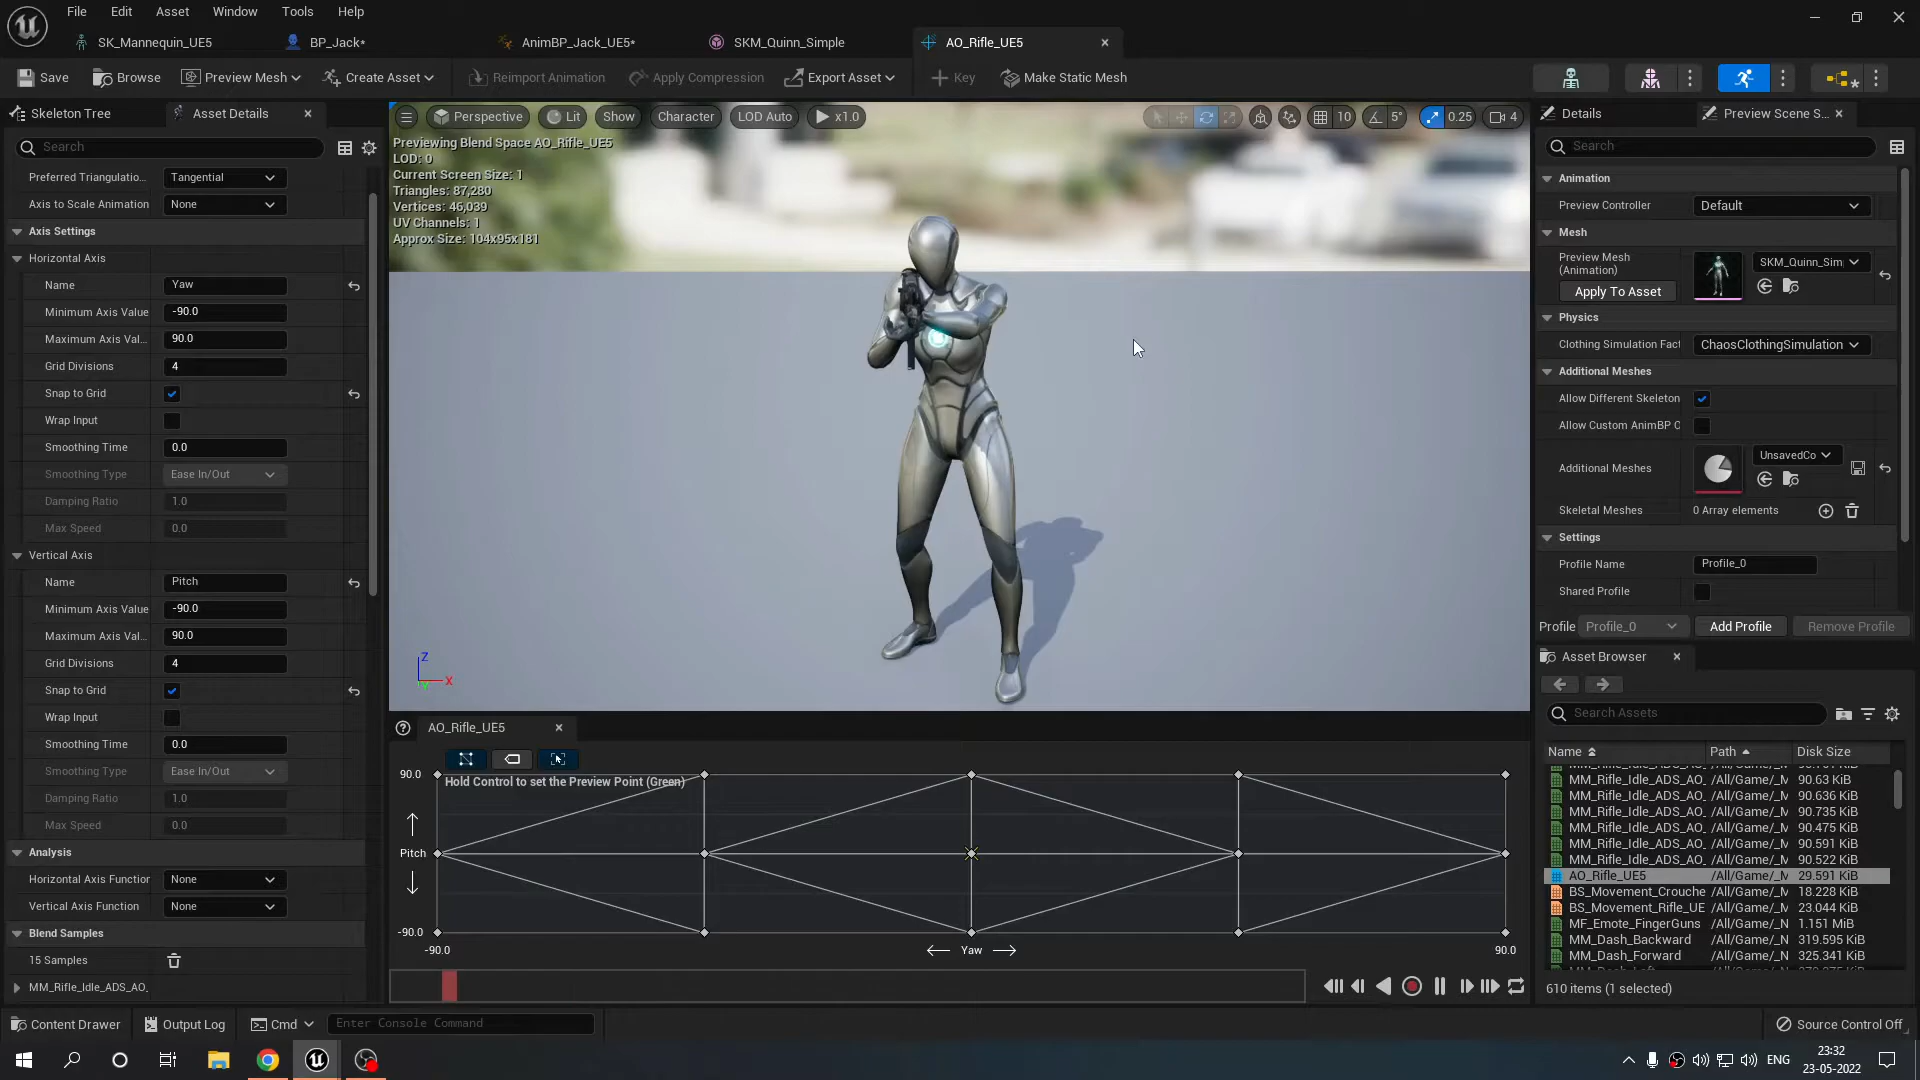 File Edit Asset Window Tools Help
SK_Mannequin_UE5 BP_Jack* AnimBP_Jack_UE5* SKM_Quinn_Simple AO_Rifle_UE5
Save Browse Preview Mesh Create Asset Reimport Animation Apply Compression Export Asset Key Make Static Mesh
Skeleton Tree Asset Details
Search
Preferred Triangulatio... Tangential
Axis to Scale Animation None
Axis Settings
Horizontal Axis
Name Yaw
Minimum Axis Value -90.0
Maximum Axis Val... 90.0
Grid Divisions 4
Snap to Grid
Wrap Input
Smoothing Time 0.0
Smoothing Type Ease In/Out
Damping Ratio 1.0
Max Speed 0.0
Vertical Axis
Name Pitch
Minimum Axis Value -90.0
Maximum Axis Val... 90.0
Grid Divisions 4
Snap to Grid
Wrap Input
Smoothing Time 0.0
Smoothing Type Ease In/Out
Damping Ratio 1.0
Max Speed 0.0
Analysis
Horizontal Axis Function None
Vertical Axis Function None
Blend Samples
15 Samples
MM_Rifle_Idle_ADS_AO_
Perspective Lit Show Character LOD Auto x1.0 10 5° 0.25 4
Previewing Blend Space AO_Rifle_UE5
LOD: 0
Current Screen Size: 1
Triangles: 87,280
Vertices: 46,039
UV Channels: 1
Approx Size: 104x95x181
Z
X
Y
AO_Rifle_UE5
90.0 Hold Control to set the Preview Point (Green)
Pitch
-90.0
-90.0 Yaw 90.0
Details Preview Scene S...
Search
Animation
Preview Controller Default
Mesh
Preview Mesh (Animation) SKM_Quinn_Sim
Apply To Asset
Physics
Clothing Simulation Fact ChaosClothingSimulation
Additional Meshes
Allow Different Skeleton
Allow Custom AnimBP C
Additional Meshes UnsavedCo
Skeletal Meshes 0 Array elements
Settings
Profile Name Profile_0
Shared Profile
Profile Profile_0 Add Profile Remove Profile
Asset Browser
Search Assets
Name Path Disk Size
MM_Rifle_Idle_ADS_AO_ /All/Game/_M 90.63 KiB
MM_Rifle_Idle_ADS_AO_ /All/Game/_M 90.636 KiB
MM_Rifle_Idle_ADS_AO_ /All/Game/_M 90.735 KiB
MM_Rifle_Idle_ADS_AO_ /All/Game/_M 90.475 KiB
MM_Rifle_Idle_ADS_AO_ /All/Game/_M 90.591 KiB
MM_Rifle_Idle_ADS_AO_ /All/Game/_M 90.522 KiB
AO_Rifle_UE5 /All/Game/_M 29.591 KiB
BS_Movement_Crouche /All/Game/_M 18.228 KiB
BS_Movement_Rifle_UE /All/Game/_M 23.044 KiB
MF_Emote_FingerGuns /All/Game/_N 1.151 MiB
MM_Dash_Backward /All/Game/_N 319.595 KiB
MM_Dash_Forward /All/Game/_N 325.341 KiB
610 items (1 selected)
Content Drawer Output Log Cmd Enter Console Command Source Control Off
ENG 23:32
23-05-2022